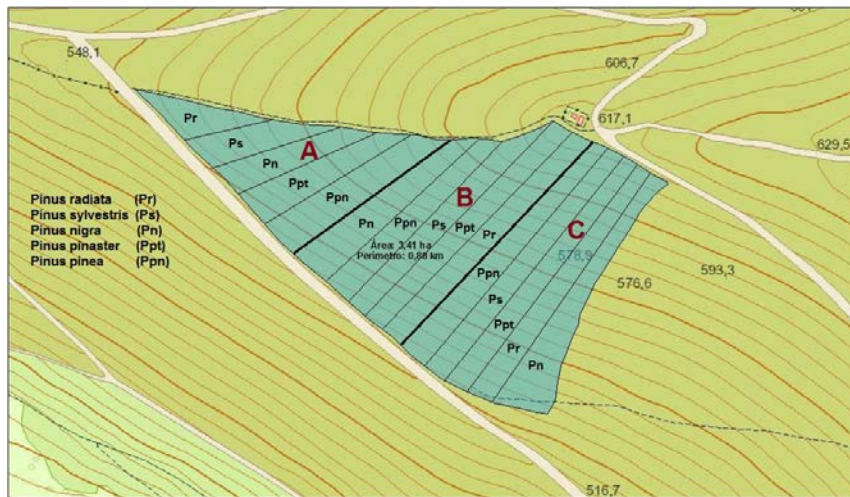 548,1
606,7
617,1
629,5
Pr
Ps
A
Pn
Ppt
Ppn
Pinus radiata (Pr)
Pinus sylvestris (Ps)
Pinus nigra (Pn)
Pinus pinaster (Ppt)
Pinus pinea (Ppn)
B
Pn Ppn Ps Ppt Pr
Área: 3,41 ha
Perímetro: 0,88 km
C
578,9
593,3
576,6
Ppn
Ps
Ppt
Pr
Pn
516,7